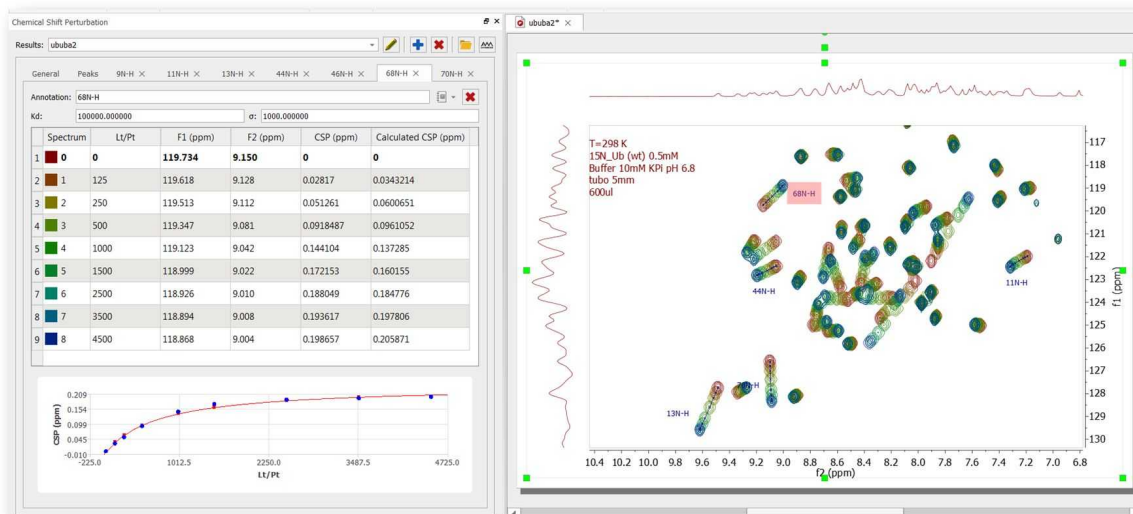 Chemical Shift Perturbation
Results: ububa2
General Peaks 9N-H 11N-H 13N-H 44N-H 46N-H 68N-H 70N-H
Annotation: 68N-H
Kd: 100000.000000 σ: 1000.000000
Spectrum Lt/Pt F1 (ppm) F2 (ppm) CSP (ppm) Calculated CSP (ppm)
1 0 0 119.734 9.150 0 0
2 1 125 119.618 9.128 0.02817 0.0343214
3 2 250 119.513 9.112 0.051261 0.0600651
4 3 500 119.347 9.081 0.0918487 0.0961052
5 4 1000 119.123 9.042 0.144104 0.137285
6 5 1500 118.999 9.022 0.172153 0.160155
7 6 2500 118.926 9.010 0.188049 0.184776
8 7 3500 118.894 9.008 0.193617 0.197806
9 8 4500 118.868 9.004 0.198657 0.205871
CSP (ppm)
0.209
0.154
0.099
0.045
-0.010
-225.0 1012.5 2250.0 3487.5 4725.0
Lt/Pt
ububa2*
T=298 K
15N_Ub (wt) 0.5mM
Buffer 10mM KPi pH 6.8
tubo 5mm
600ul
68N-H
44N-H
11N-H
13N-H
117
118
119
120
121
122
123
124
125
126
127
128
129
130
f1 (ppm)
10.4 10.2 10.0 9.8 9.6 9.4 9.2 9.0 8.8 8.6 8.4 8.2 8.0 7.8 7.6 7.4 7.2 7.0 6.8
f2 (ppm)